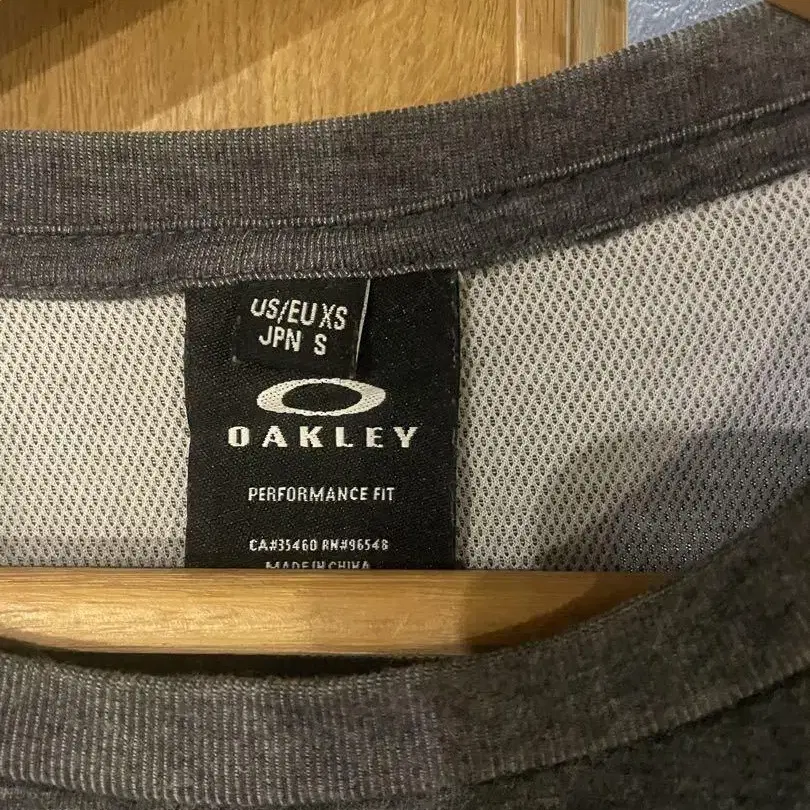 US/EU XS
JPN S
OAKLEY
PERFORMANCE FIT
CA#35460 RN#96548
MADE IN CHINA